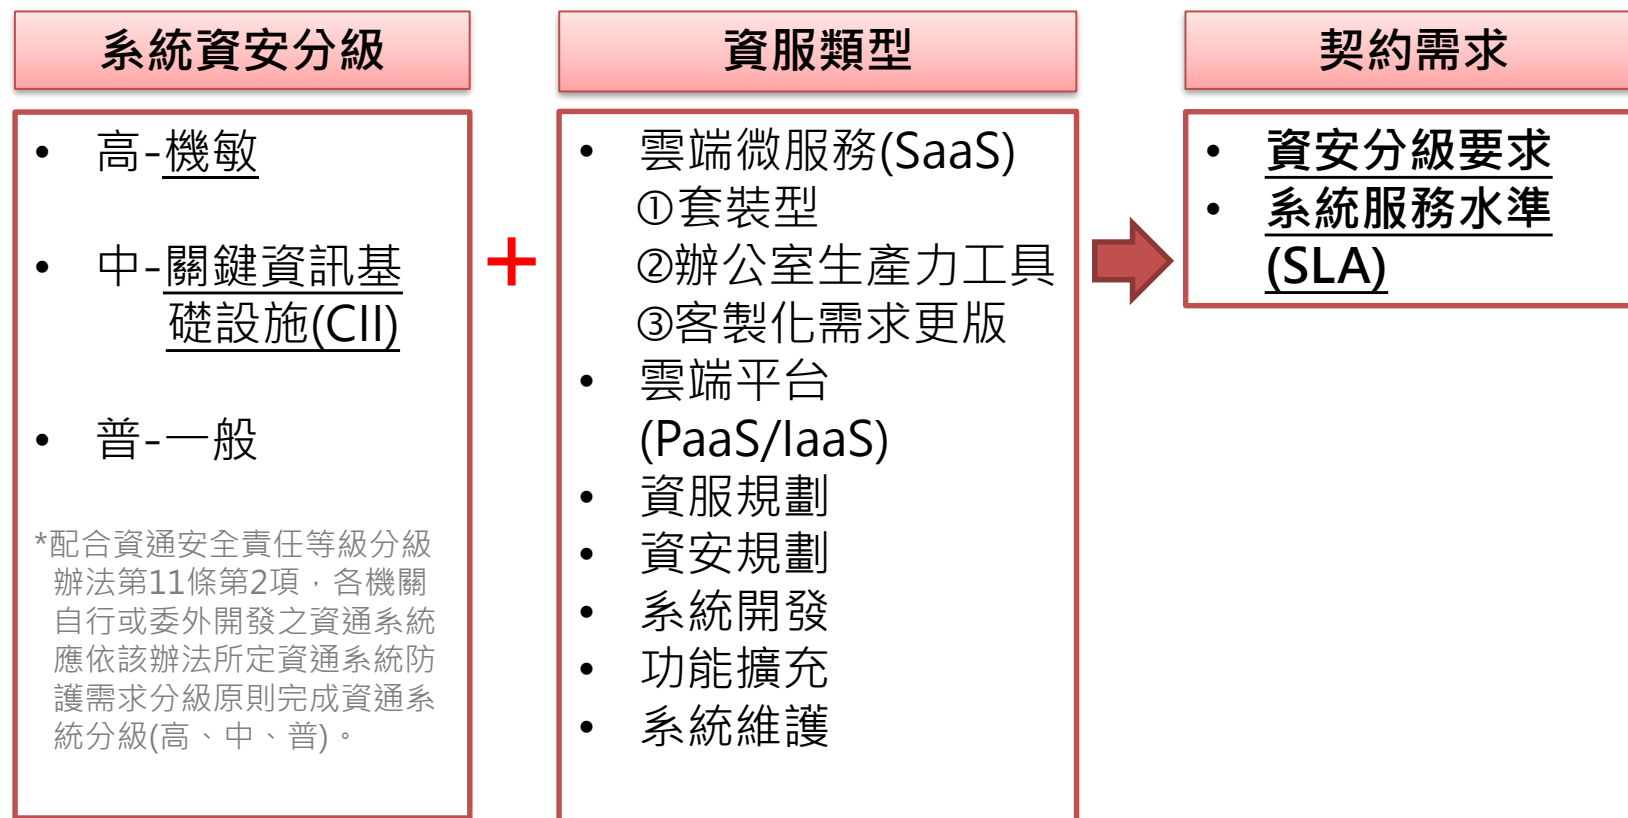 系統資安分級
• 高-機敏
• 中-關鍵資訊基
礎設施(CII)
• 普-一般
*配合資通安全責任等級分級
辦法第11條第2項，各機關
自行或委外開發之資通系統
應依該辦法所定資通系統防
護需求分級原則完成資通系
統分級(高、中、普)。
+
資服類型
• 雲端微服務(SaaS)
①套裝型
②辦公室生產力工具
③客製化需求更版
• 雲端平台
(PaaS/IaaS)
• 資服規劃
• 資安規劃
• 系統開發
• 功能擴充
• 系統維護
契約需求
• 資安分級要求
• 系統服務水準
(SLA)